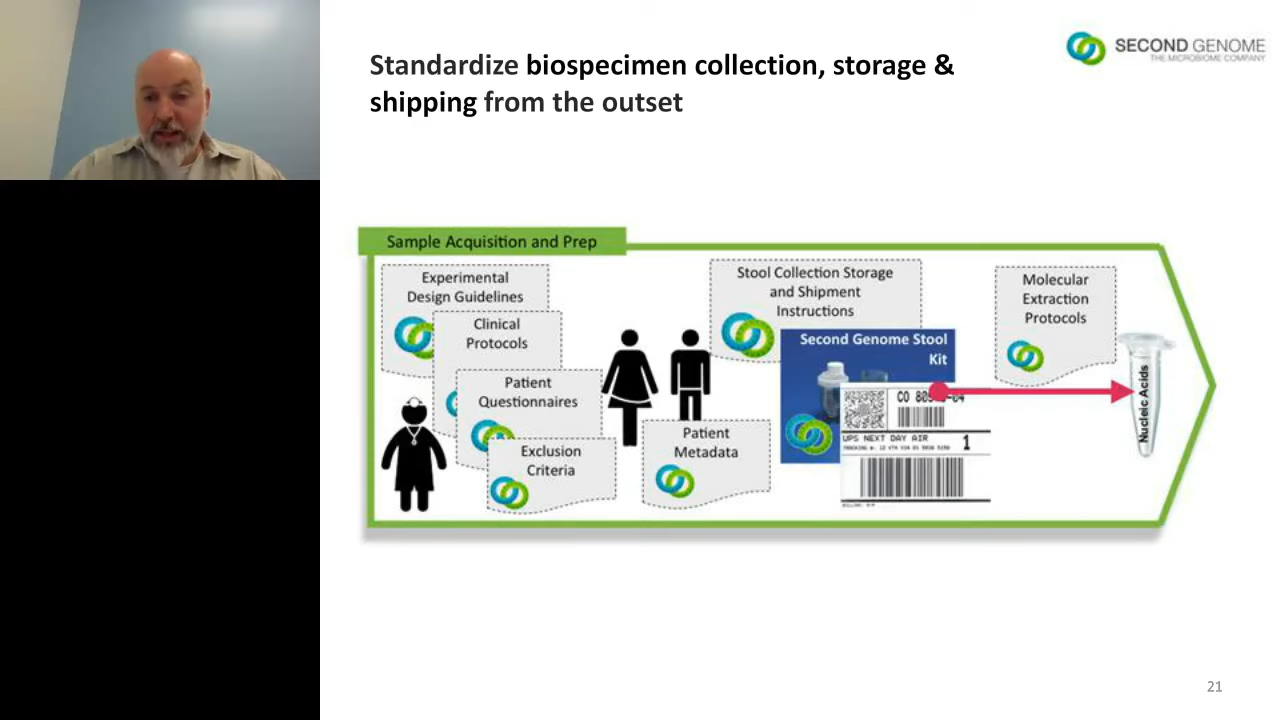 Standardize biospecimen collection, storage &
shipping from the outset
SECOND GENOME
THE MICROBIOME COMPANY
Sample Acquisition and Prep
Experimental
Design Guidelines
Clinical
Protocols
Patient
Questionnaires
Exclusion
Criteria
Patient
Metadata
Stool Collection Storage
and Shipment
Instructions
Second Genome Stool
Kit
UPS NEXT DAY AIR
1
Molecular
Extraction
Protocols
Nucleic Acids
21